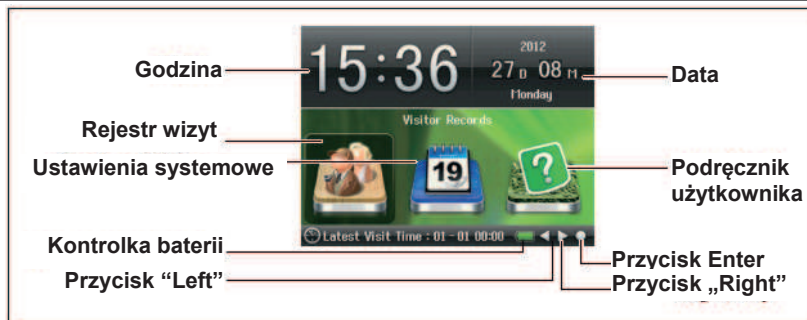 Godzina
15:36
2012
27 D 08 M
Monday
Data
Visitor Records
Rejestr wizyt
Ustawienia systemowe
19
?
Podręcznik
użytkownika
Kontrolka baterii
Latest Visit Time : 01-01 00:00
Przycisk “Left”
Przycisk Enter
Przycisk „Right”